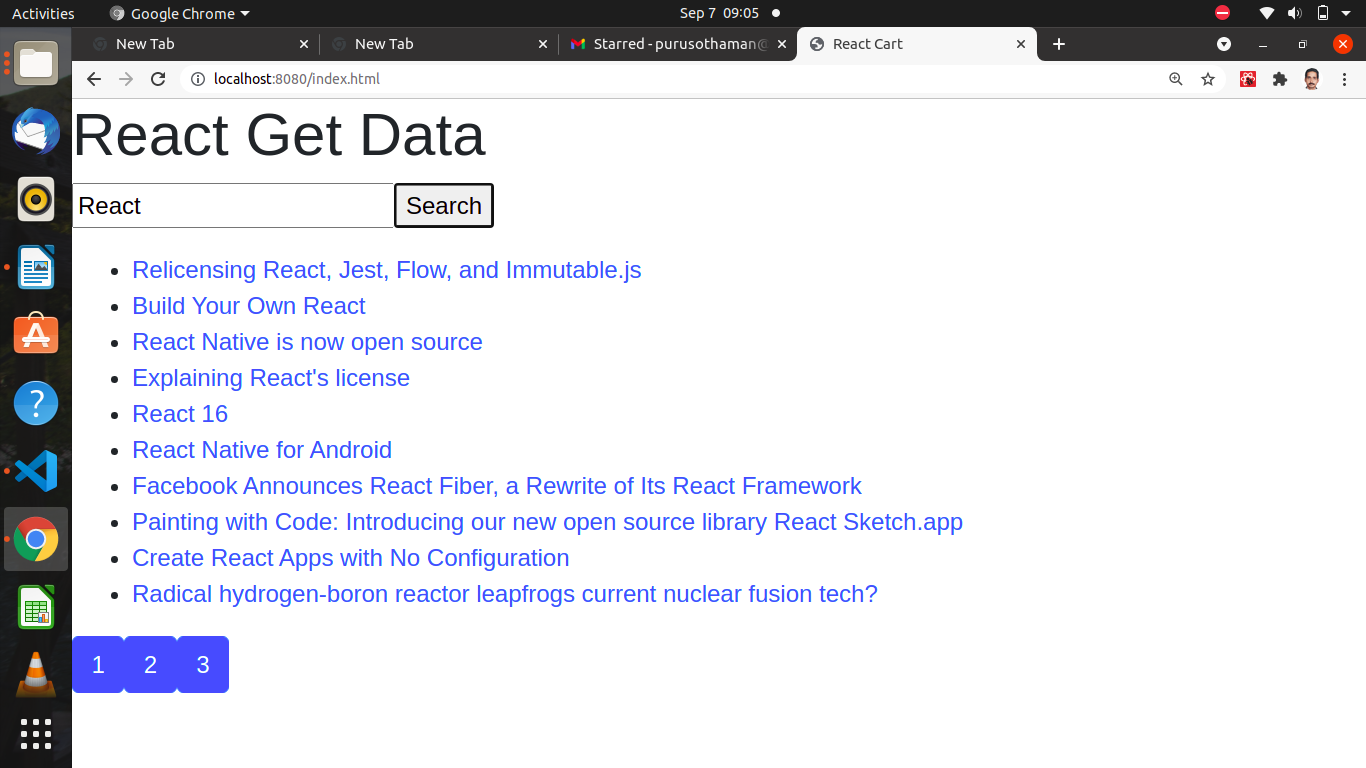 Activities Google Chrome Sep 7 09:05
New Tab New Tab Starred - purusothaman@ React Cart
localhost:8080/index.html
React Get Data
React Search
Relicensing React, Jest, Flow, and Immutable.js
Build Your Own React
React Native is now open source
Explaining React's license
React 16
React Native for Android
Facebook Announces React Fiber, a Rewrite of Its React Framework
Painting with Code: Introducing our new open source library React Sketch.app
Create React Apps with No Configuration
Radical hydrogen-boron reactor leapfrogs current nuclear fusion tech?
1 2 3